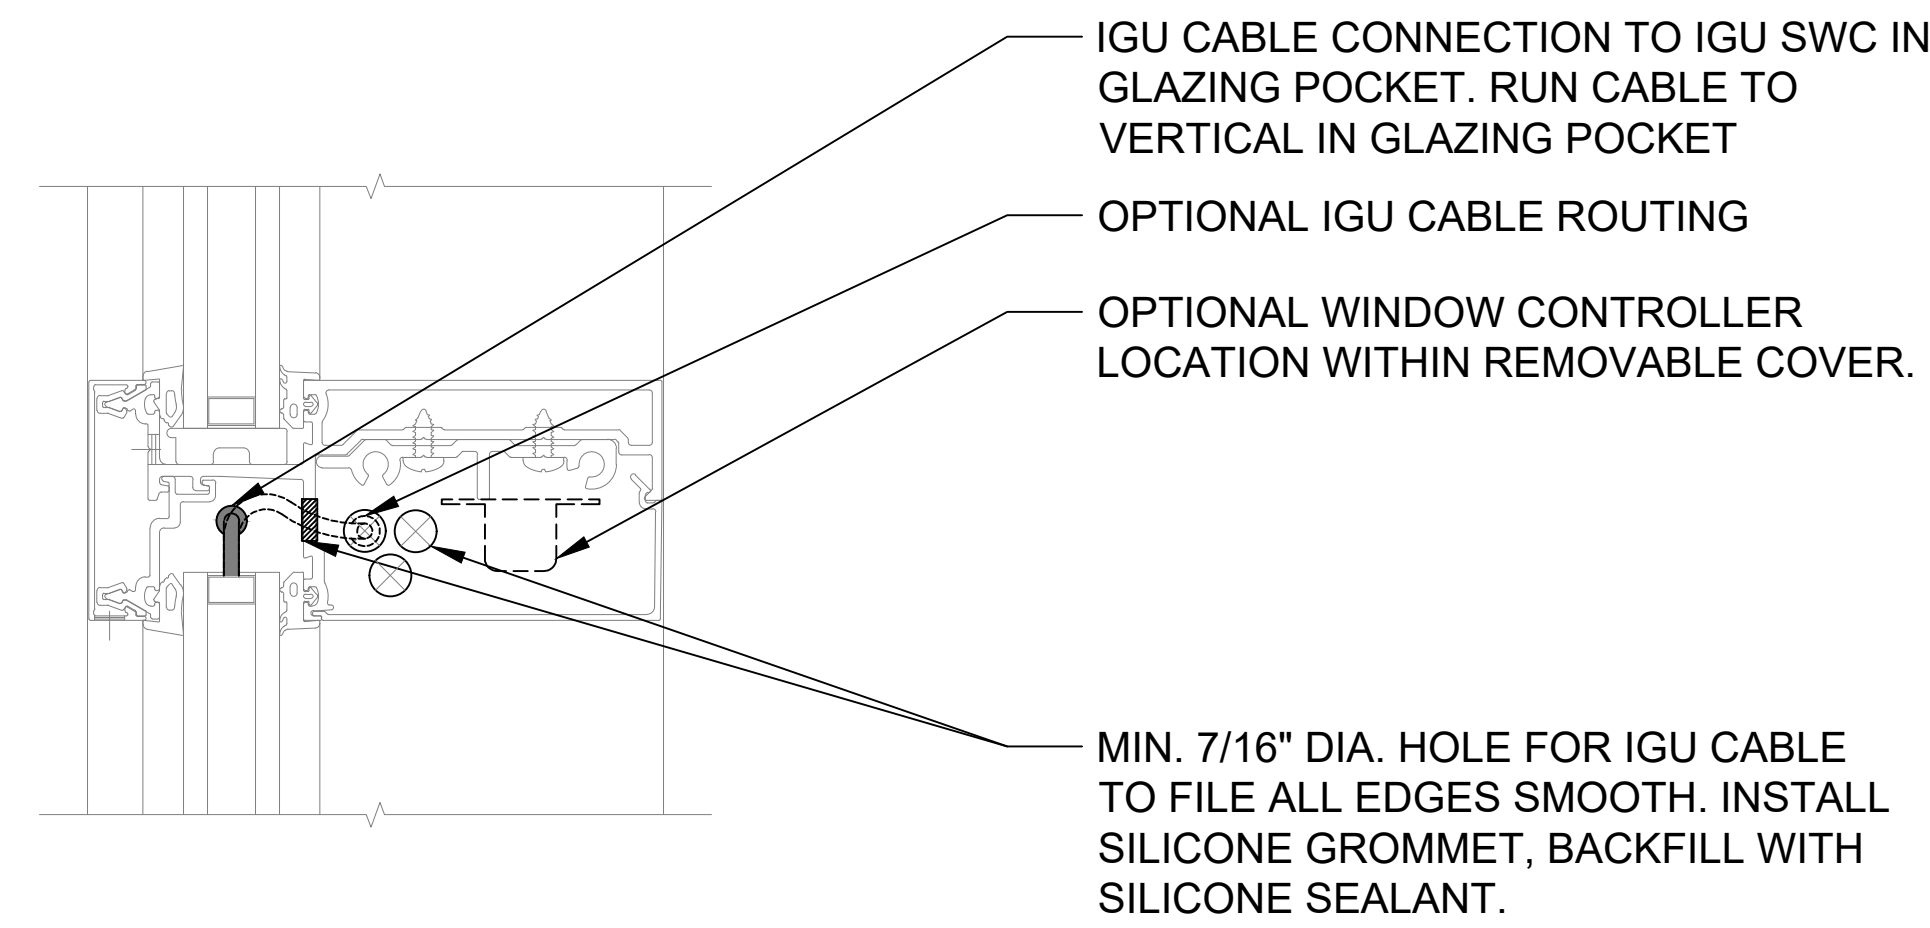 IGU CABLE CONNECTION TO IGU SWC IN
GLAZING POCKET. RUN CABLE TO
VERTICAL IN GLAZING POCKET
OPTIONAL IGU CABLE ROUTING
OPTIONAL WINDOW CONTROLLER
LOCATION WITHIN REMOVABLE COVER.
MIN. 7/16" DIA. HOLE FOR IGU CABLE
TO FILE ALL EDGES SMOOTH. INSTALL
SILICONE GROMMET, BACKFILL WITH
SILICONE SEALANT.